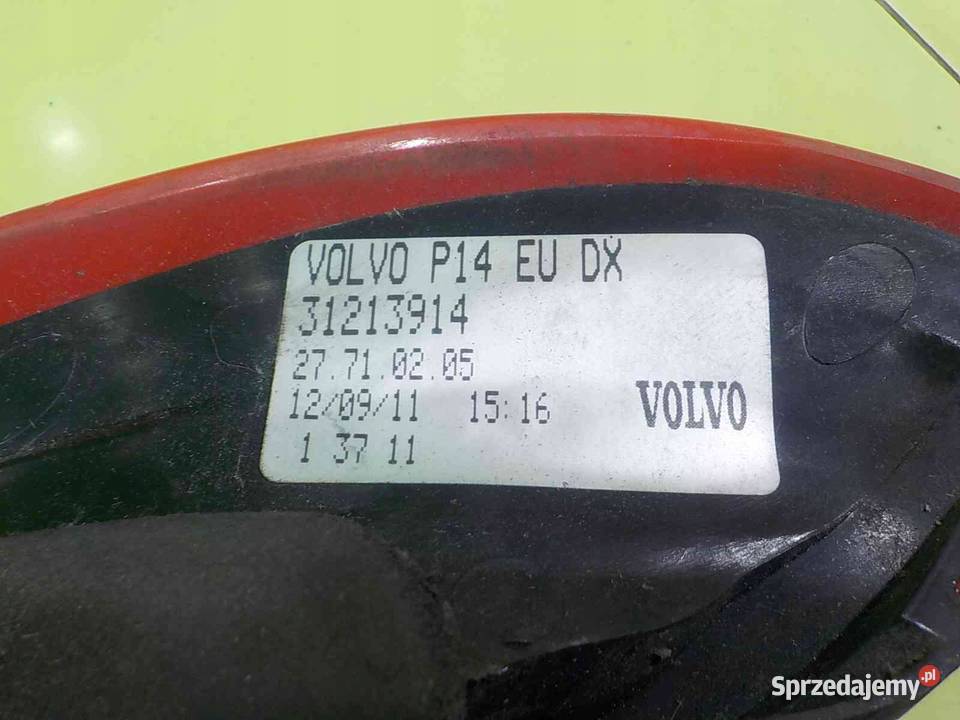 VOLVO P14 EU DX
31213914
27.71.02.05
12/09/11 15:16
VOLVO
1 37 11
Sprzedajemy.pl